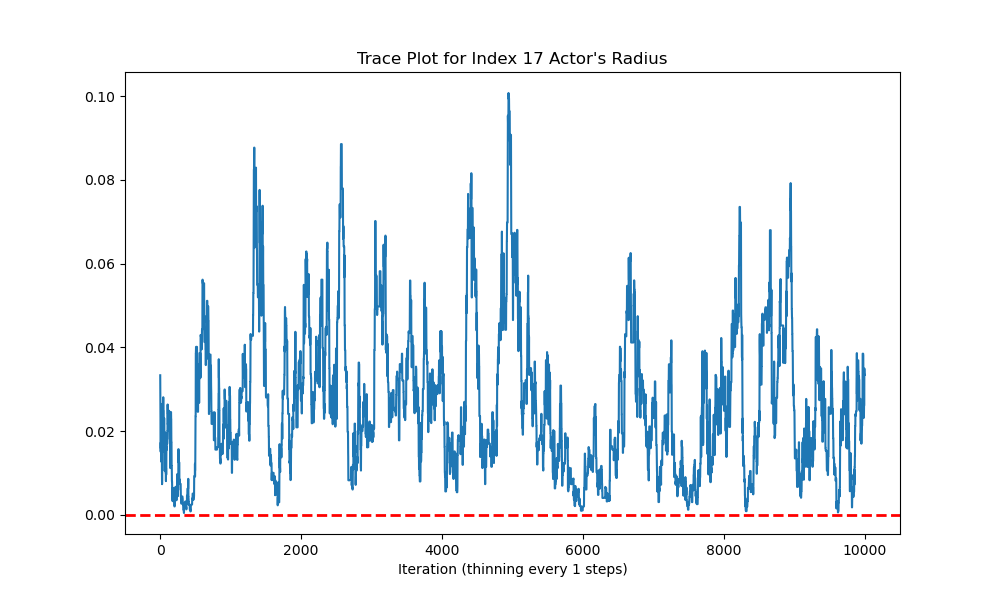 Trace Plot for Index 17 Actor's Radius
0.10
0.08
0.06
0.04
0.02
0.00
0 2000 4000 6000 8000 10000
Iteration (thinning every 1 steps)